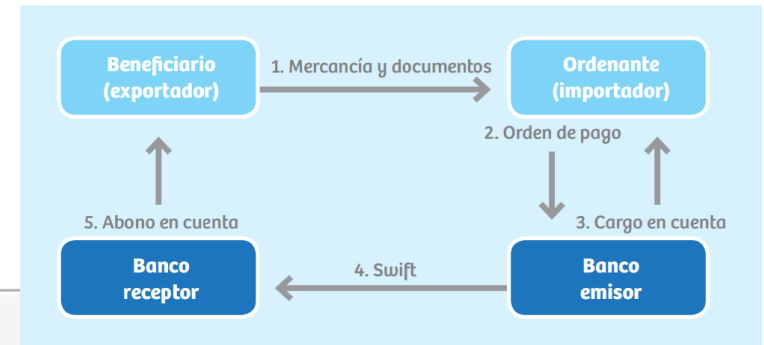 Beneficiario
(exportador)
1. Mercancía y documentos
Ordenante
(importador)
2. Orden de pago
5. Abono en cuenta
3. Cargo en cuenta
Banco
receptor
4. Swift
Banco
emisor